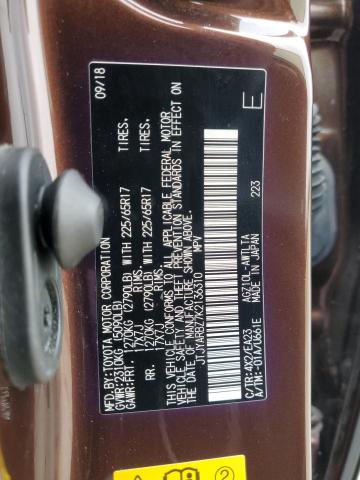 MFD BY:TOYOTA MOTOR CORPORATION 09/18
GVWR:2310KG (5090LB)
GAWR:FRT. 1270KG (2790LB) WITH 225/65R17 TIRES.
17X7J RIMS.
RR. 1270KG (2790LB) WITH 225/65R17 TIRES.
17X7J RIMS.
THIS VEHICLE CONFORMS TO ALL APPLICABLE FEDERAL MOTOR
VEHICLE SAFETY AND THEFT PREVENTION STANDARDS IN EFFECT ON
THE DATE OF MANUFACTURE SHOWN ABOVE.
MPV E
C/TR:4X2/EA23 AGZ10L-AWTLTA 223
A/TM:-01A/U661E MADE IN JAPAN
2